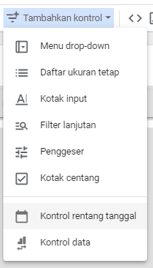 Tambahkan kontrol
Menu drop-down
Daftar ukuran tetap
Kotak input
Filter lanjutan
Penggeser
Kotak centang
Kontrol rentang tanggal
Kontrol data